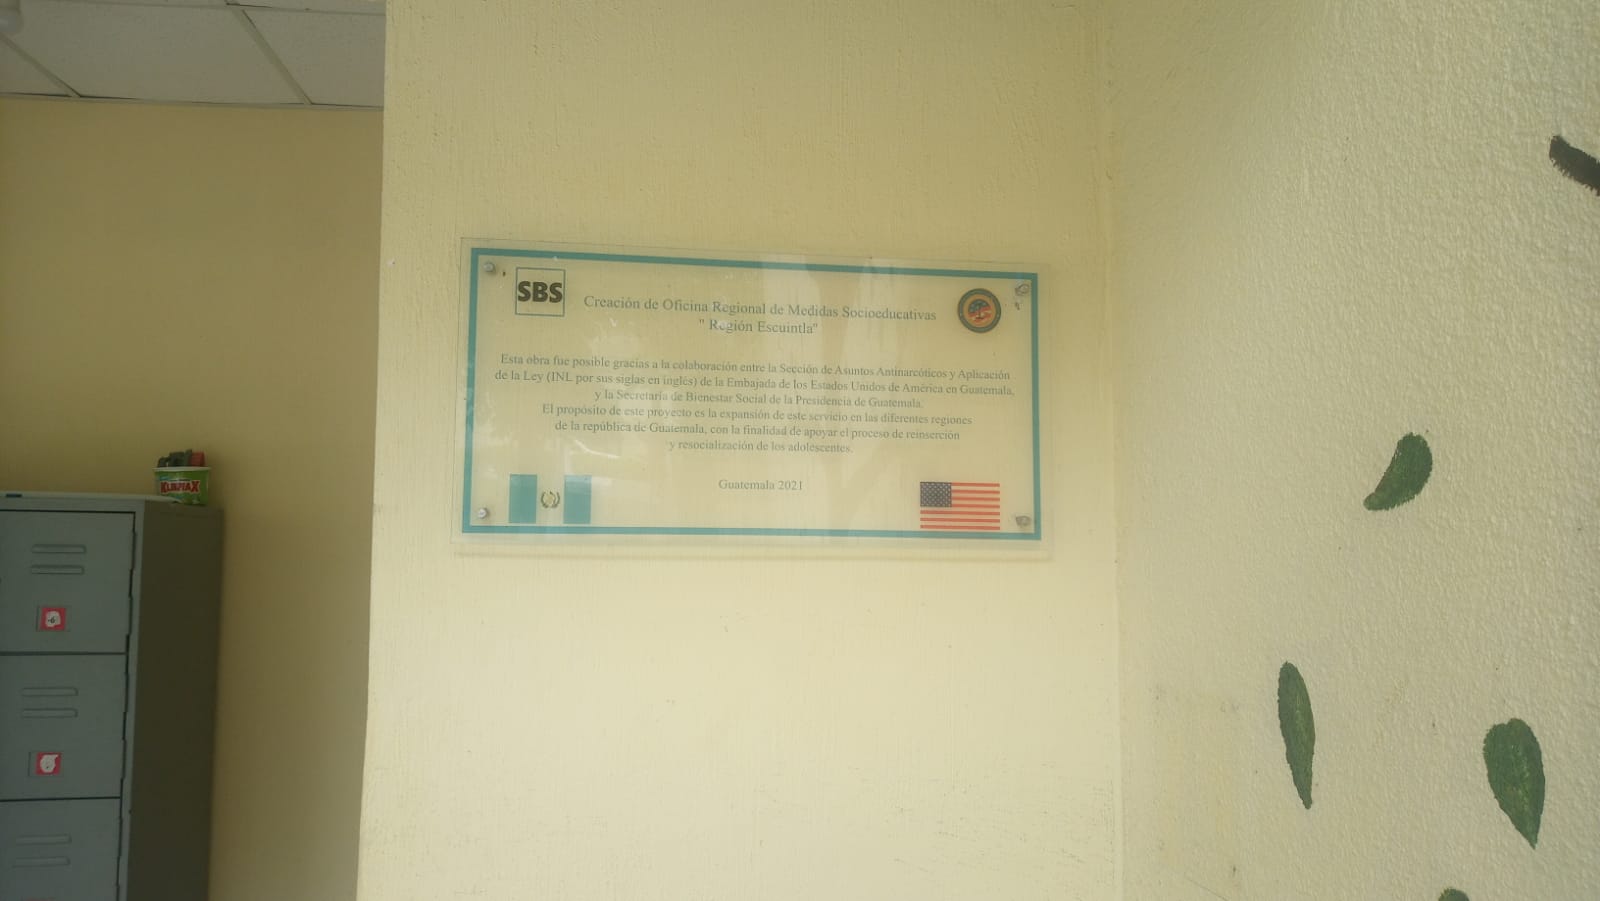 SBS
Creación de Oficina Regional de Medidas Socioeducativas
" Región Escuintla"
Esta obra fue posible gracias a la colaboración entre la Sección de Asuntos Antinarcóticos y Aplicación
de la Ley (INL por sus siglas en inglés) de la Embajada de los Estados Unidos de América en Guatemala,
y la Secretaría de Bienestar Social de la Presidencia de Guatemala.
El propósito de este proyecto es la expansión de este servicio en las diferentes regiones
de la república de Guatemala, con la finalidad de apoyar el proceso de reinserción
y resocialización de los adolescentes.
Guatemala 2021